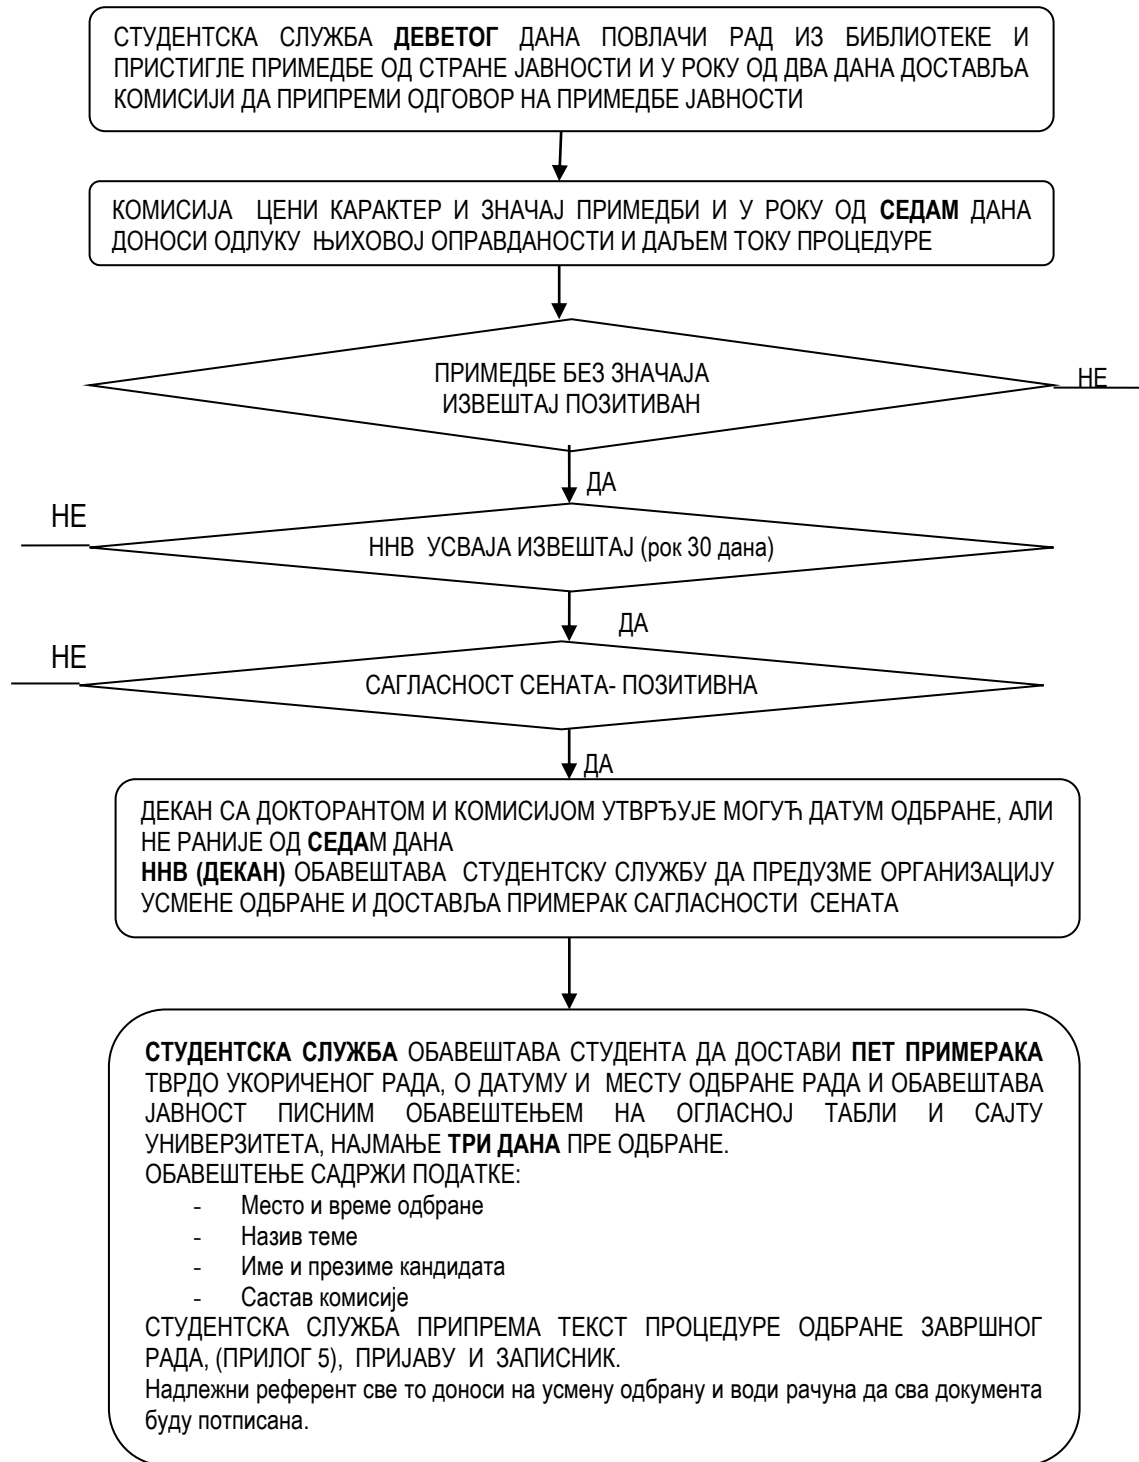 СТУДЕНТСКА СЛУЖБА ДЕВЕТОГ ДАНА ПОВЛАЧИ РАД ИЗ БИБЛИОТЕКЕ И
ПРИСТИГЛЕ ПРИМЕДБЕ ОД СТРАНЕ ЈАВНОСТИ И У РОКУ ОД ДВА ДАНА ДОСТАВЉА
КОМИСИЈИ ДА ПРИПРЕМИ ОДГОВОР НА ПРИМЕДБЕ ЈАВНОСТИ
КОМИСИЈА ЦЕНИ КАРАКТЕР И ЗНАЧАЈ ПРИМЕДБИ И У РОКУ ОД СЕДАМ ДАНА
ДОНОСИ ОДЛУКУ ЊИХОВОЈ ОПРАВДАНОСТИ И ДАЉЕМ ТОКУ ПРОЦЕДУРЕ
ПРИМЕДБЕ БЕЗ ЗНАЧАЈА
ИЗВЕШТАЈ ПОЗИТИВАН
НЕ
ДА
НЕ
ННВ УСВАЈА ИЗВЕШТАЈ (рок 30 дана)
ДА
НЕ
САГЛАСНОСТ СЕНАТА- ПОЗИТИВНА
ДА
ДЕКАН СА ДОКТОРАНТОМ И КОМИСИЈОМ УТВРЂУЈЕ МОГУЋ ДАТУМ ОДБРАНЕ, АЛИ
НЕ РАНИЈЕ ОД СЕДАМ ДАНА
ННВ (ДЕКАН) ОБАВЕШТАВА СТУДЕНТСКУ СЛУЖБУ ДА ПРЕДУЗМЕ ОРГАНИЗАЦИЈУ
УСМЕНЕ ОДБРАНЕ И ДОСТАВЉА ПРИМЕРАК САГЛАСНОСТИ СЕНАТА
СТУДЕНТСКА СЛУЖБА ОБАВЕШТАВА СТУДЕНТА ДА ДОСТАВИ ПЕТ ПРИМЕРАКА
ТВРДО УКОРИЧЕНОГ РАДА, О ДАТУМУ И МЕСТУ ОДБРАНЕ РАДА И ОБАВЕШТАВА
ЈАВНОСТ ПИСНИМ ОБАВЕШТЕЊЕМ НА ОГЛАСНОЈ ТАБЛИ И САЈТУ
УНИВЕРЗИТЕТА, НАЈМАЊЕ ТРИ ДАНА ПРЕ ОДБРАНЕ.
ОБАВЕШТЕЊЕ САДРЖИ ПОДАТКЕ:
- Место и време одбране
- Назив теме
- Име и презиме кандидата
- Састав комисије
СТУДЕНТСКА СЛУЖБА ПРИПРЕМА ТЕКСТ ПРОЦЕДУРЕ ОДБРАНЕ ЗАВРШНОГ
РАДА, (ПРИЛОГ 5), ПРИЈАВУ И ЗАПИСНИК.
Надлежни референт све то доноси на усмену одбрану и води рачуна да сва документа
буду потписана.